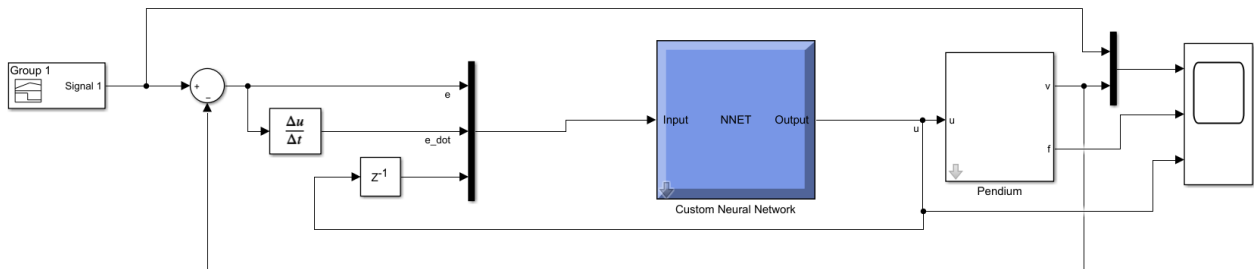 Group 1
Signal 1
+
−
e
Δu
Δt
e_dot
Z-1
Input
NNET
Output
Custom Neural Network
u
u
v
f
Pendium